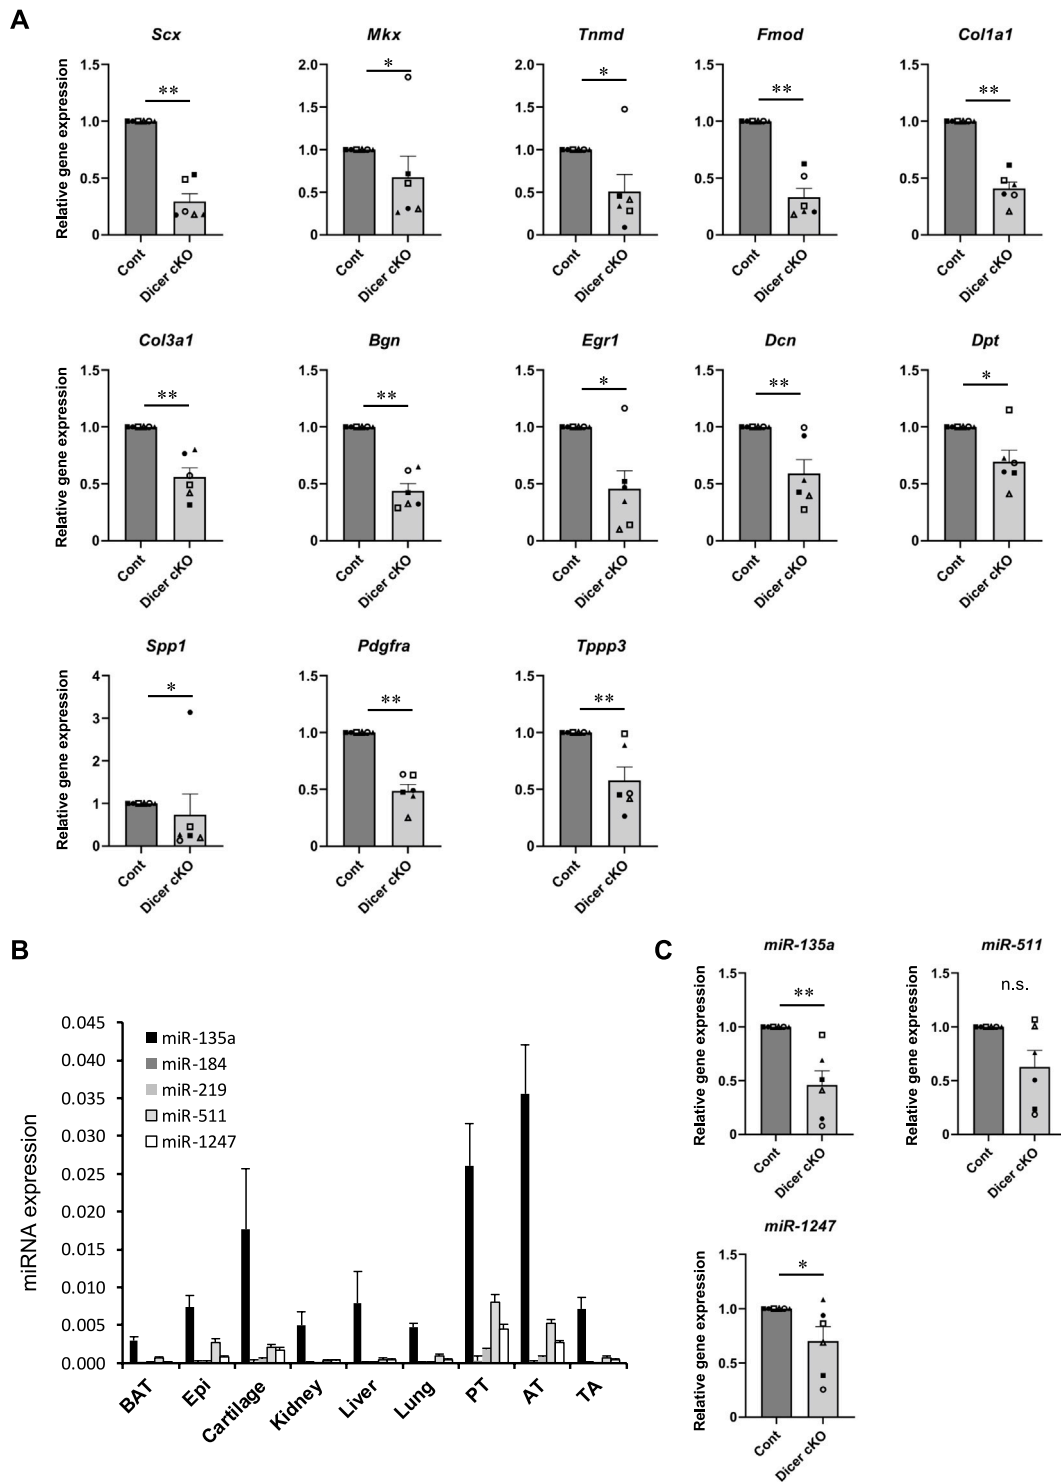 A
Scx
Mkx
Tnmd
Fmod
Col1a1
Relative gene expression
1.5
1.0
0.5
0
**
Cont
Dicer cKO
2.0
1.5
1.0
0.5
0
*
Cont
Dicer cKO
2.0
1.5
1.0
0.5
0
*
Cont
Dicer cKO
1.5
1.0
0.5
0
**
Cont
Dicer cKO
1.5
1.0
0.5
0
**
Cont
Dicer cKO
Col3a1
Bgn
Egr1
Dcn
Dpt
Relative gene expression
1.5
1.0
0.5
0
**
Cont
Dicer cKO
1.5
1.0
0.5
0
**
Cont
Dicer cKO
1.5
1.0
0.5
0
*
Cont
Dicer cKO
1.5
1.0
0.5
0
**
Cont
Dicer cKO
1.5
1.0
0.5
0
*
Cont
Dicer cKO
Spp1
Pdgfra
Tppp3
Relative gene expression
4
3
2
1
0
*
Cont
Dicer cKO
1.5
1.0
0.5
0
**
Cont
Dicer cKO
1.5
1.0
0.5
0
**
Cont
Dicer cKO
B
miRNA expression
0.045
0.040
0.035
0.030
0.025
0.020
0.015
0.010
0.005
0.000
miR-135a
miR-184
miR-219
miR-511
miR-1247
BAT
Epi
Cartilage
Kidney
Liver
Lung
PT
AT
TA
C
miR-135a
Relative gene expression
1.5
1.0
0.5
0
**
Cont
Dicer cKO
miR-511
Relative gene expression
1.5
1.0
0.5
0
n.s.
Cont
Dicer cKO
miR-1247
Relative gene expression
1.5
1.0
0.5
0
*
Cont
Dicer cKO